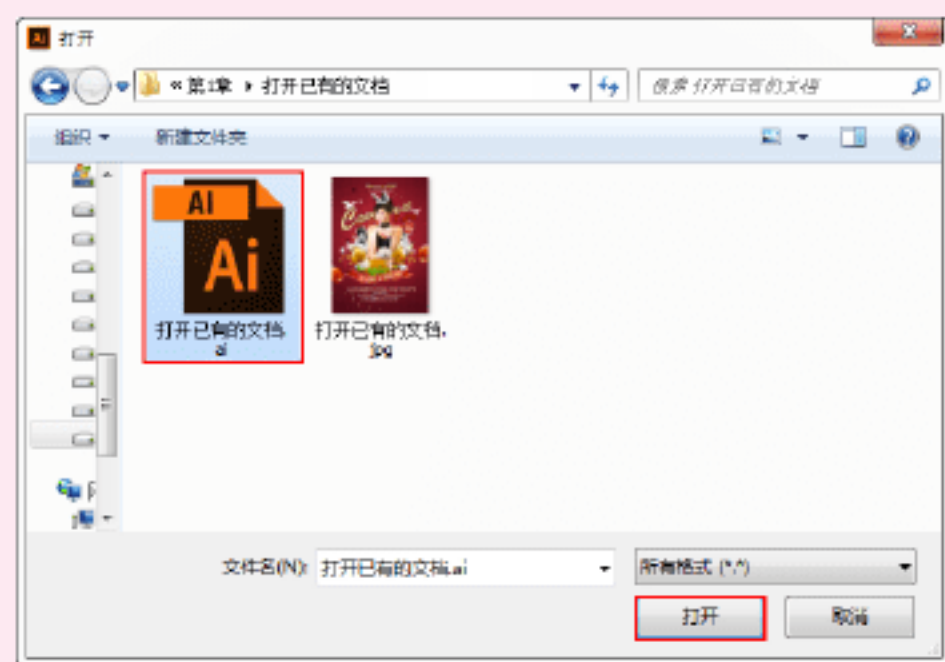 Ai 打开
« 第1章 ▸ 打开已有的文档
搜索 打开已有的文档
组织 新建文件夹
AI
Ai
打开已有的文档.ai
打开已有的文档.jpg
文件名(N): 打开已有的文档.ai
所有格式 (*.*)
打开 取消